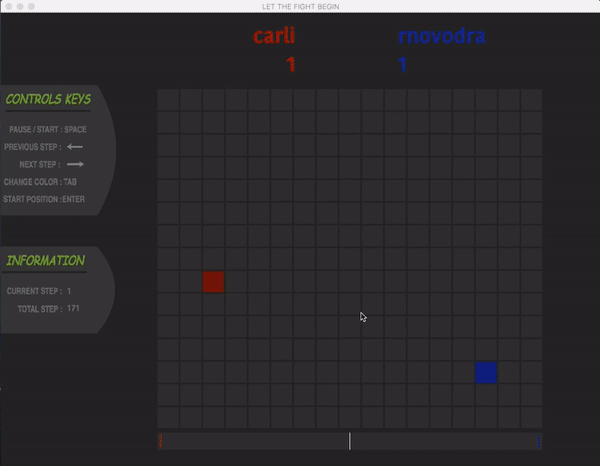 LET THE FIGHT BEGIN
carli rnovodra
1 1
CONTROLS KEYS
PAUSE / START : SPACE
PREVIOUS STEP :
NEXT STEP :
CHANGE COLOR : TAB
START POSITION :ENTER
INFORMATION
CURRENT STEP : 1
TOTAL STEP : 171